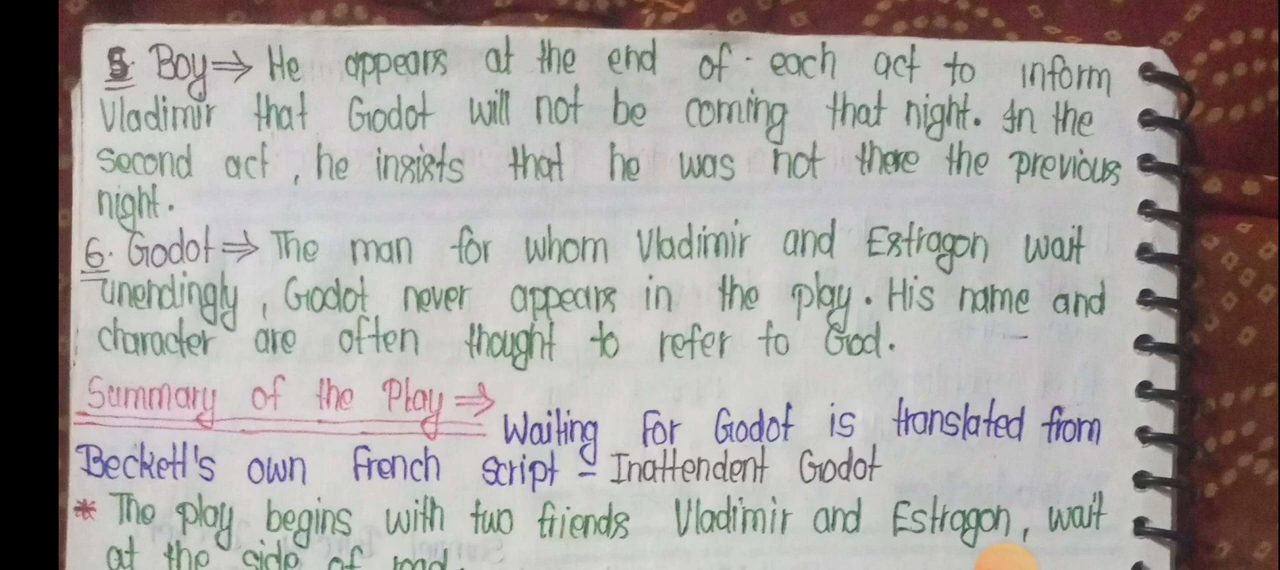 5. Boy⇒ He appears at the end of each act to inform
Vladimir that Godot will not be coming that night. In the
second act, he insists that he was not there the previous
night.
6. Godot⇒ The man for whom Vladimir and Estragon wait
unendingly, Godot never appears in the play. His name and
character are often thought to refer to God.
Summary of the Play⇒
Waiting For Godot is translated from
Beckett's own French script - Inattendent Godot
* The play begins with two friends Vladimir and Estragon, wait
at the side of road.